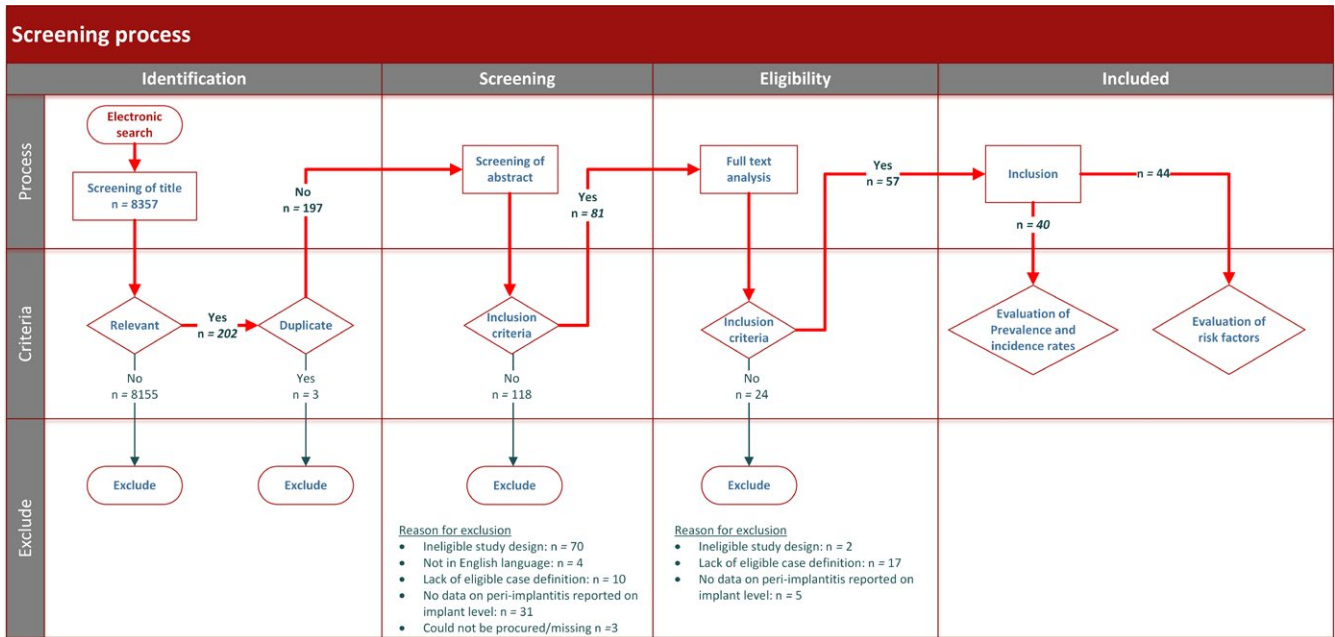 Screening process
Identification
Screening
Eligibility
Included
Process
Electronic
search
Screening of title
n = 8357
No
n = 197
Screening of
abstract
Yes
n = 81
Full text
analysis
Yes
n = 57
Inclusion
n = 44
n = 40
Criteria
Relevant
Yes
n = 202
Duplicate
Inclusion
criteria
Inclusion
criteria
Evaluation of
Prevalence and
incidence rates
Evaluation of
risk factors
No
n = 8155
Yes
n = 3
No
n = 118
No
n = 24
Exclude
Exclude
Exclude
Exclude
Exclude
Reason for exclusion
• Ineligible study design: n = 70
• Not in English language: n = 4
• Lack of eligible case definition: n = 10
• No data on peri-implantitis reported on
implant level: n = 31
• Could not be procured/missing n =3
Reason for exclusion
• Ineligible study design: n = 2
• Lack of eligible case definition: n = 17
• No data on peri-implantitis reported on
implant level: n = 5